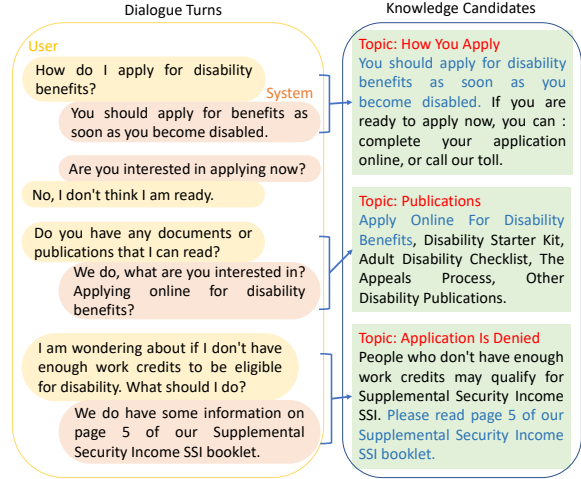 Dialogue Turns
User
How do I apply for disability
benefits?
System
You should apply for benefits as
soon as you become disabled.
Are you interested in applying now?
No, I don't think I am ready.
Do you have any documents or
publications that I can read?
We do, what are you interested in?
Applying online for disability
benefits?
I am wondering about if I don't have
enough work credits to be eligible
for disability. What should I do?
We do have some information on
page 5 of our Supplemental
Security Income SSI booklet.
Knowledge Candidates
Topic: How You Apply
You should apply for disability
benefits as soon as you
become disabled. If you are
ready to apply now, you can :
complete your application
online, or call our toll.
Topic: Publications
Apply Online For Disability
Benefits, Disability Starter Kit,
Adult Disability Checklist, The
Appeals Process, Other
Disability Publications.
Topic: Application Is Denied
People who don't have enough
work credits may qualify for
Supplemental Security Income
SSI. Please read page 5 of our
Supplemental Security Income
SSI booklet.